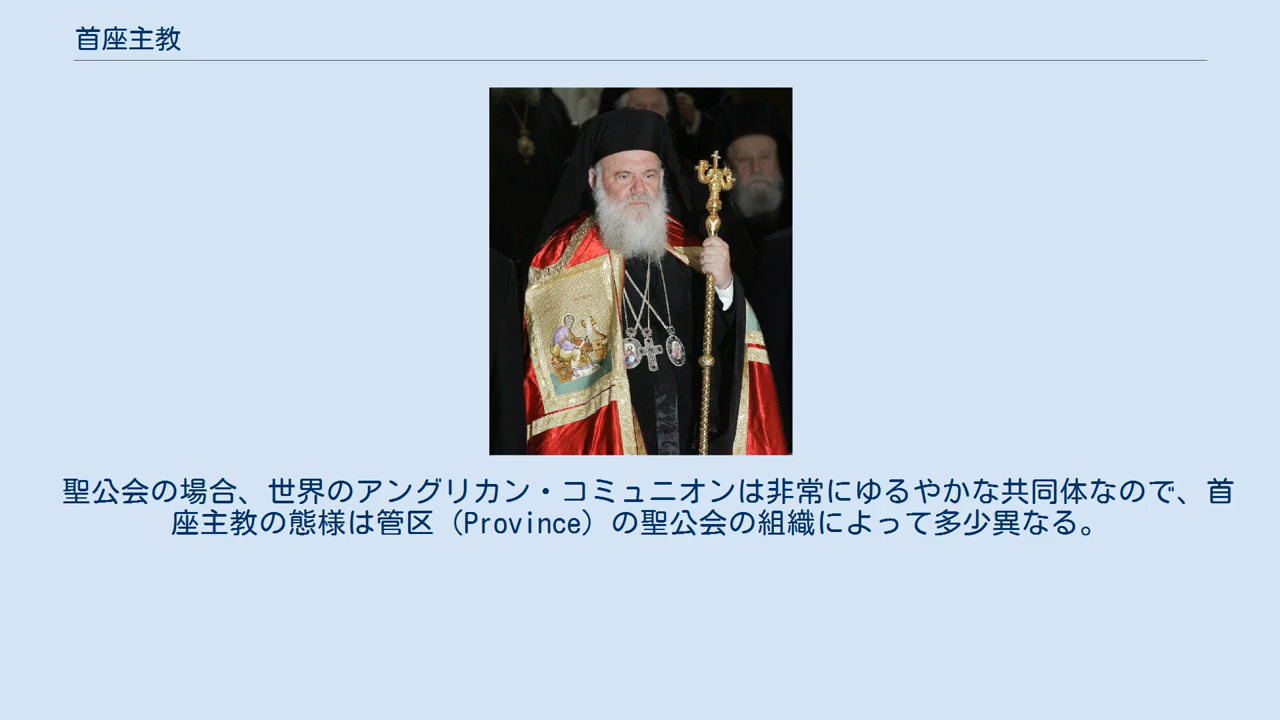 首座主教
聖公会の場合、世界のアングリカン・コミュニオンは非常にゆるやかな共同体なので、首
座主教の態様は管区（Province）の聖公会の組織によって多少異なる。